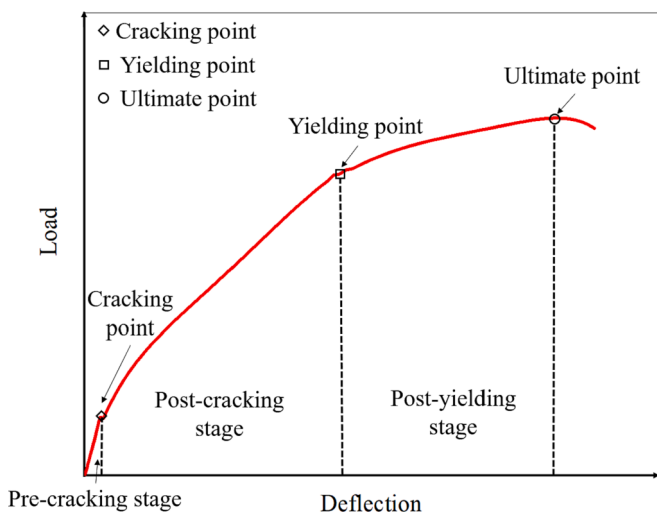 Cracking point
Yielding point
Ultimate point
Ultimate point
Yielding point
Load
Cracking
point
Post-cracking
stage
Post-yielding
stage
Pre-cracking stage
Deflection